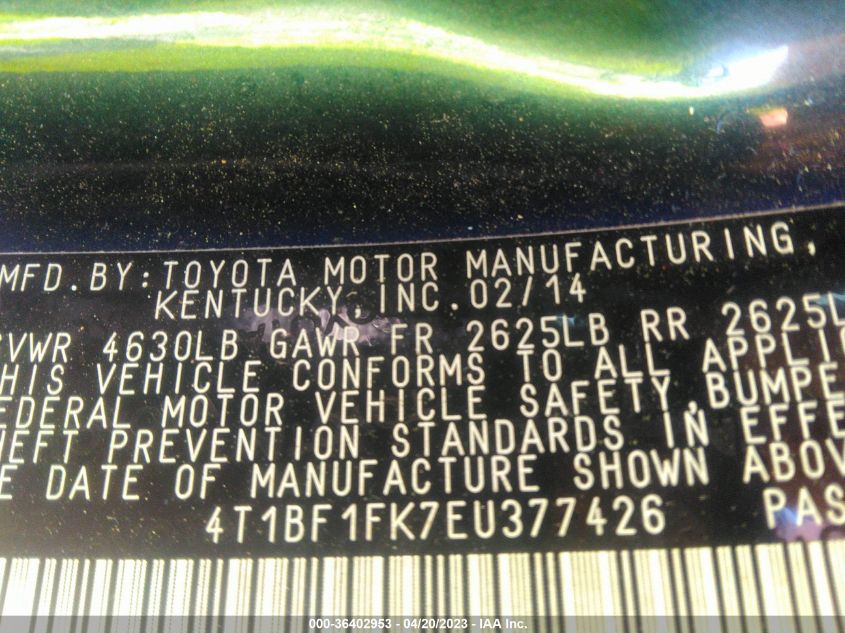 MFD.BY:TOYOTA MOTOR MANUFACTURING,
KENTUCKY,INC.02/14
GVWR 4630LB GAWR FR 2625LB RR 2625L
HIS VEHICLE CONFORMS TO ALL APPLI
EDERAL MOTOR VEHICLE SAFETY,BUMPE
HEFT PREVENTION STANDARDS IN EFFE
E DATE OF MANUFACTURE SHOWN ABOV
4T1BF1FK7EU377426 PAS
000-36402953 - 04/20/2023 - IAA Inc.